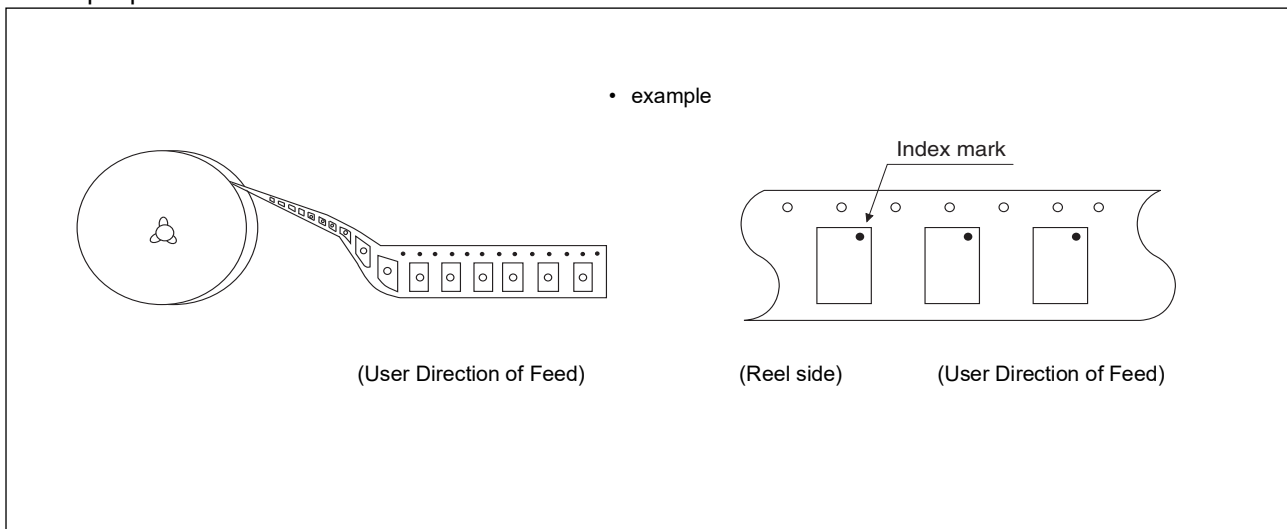 • example
Index mark
(User Direction of Feed)
(Reel side)
(User Direction of Feed)